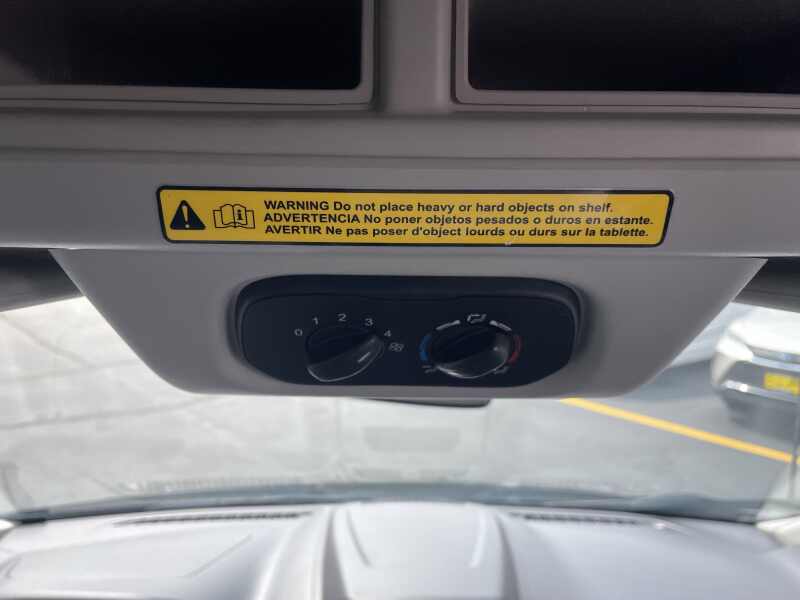 WARNING Do not place heavy or hard objects on shelf.
ADVERTENCIA No poner objetos pesados o duros en estante.
AVERTIR Ne pas poser d'object lourds ou durs sur la tablette.
0 1 2 3 4